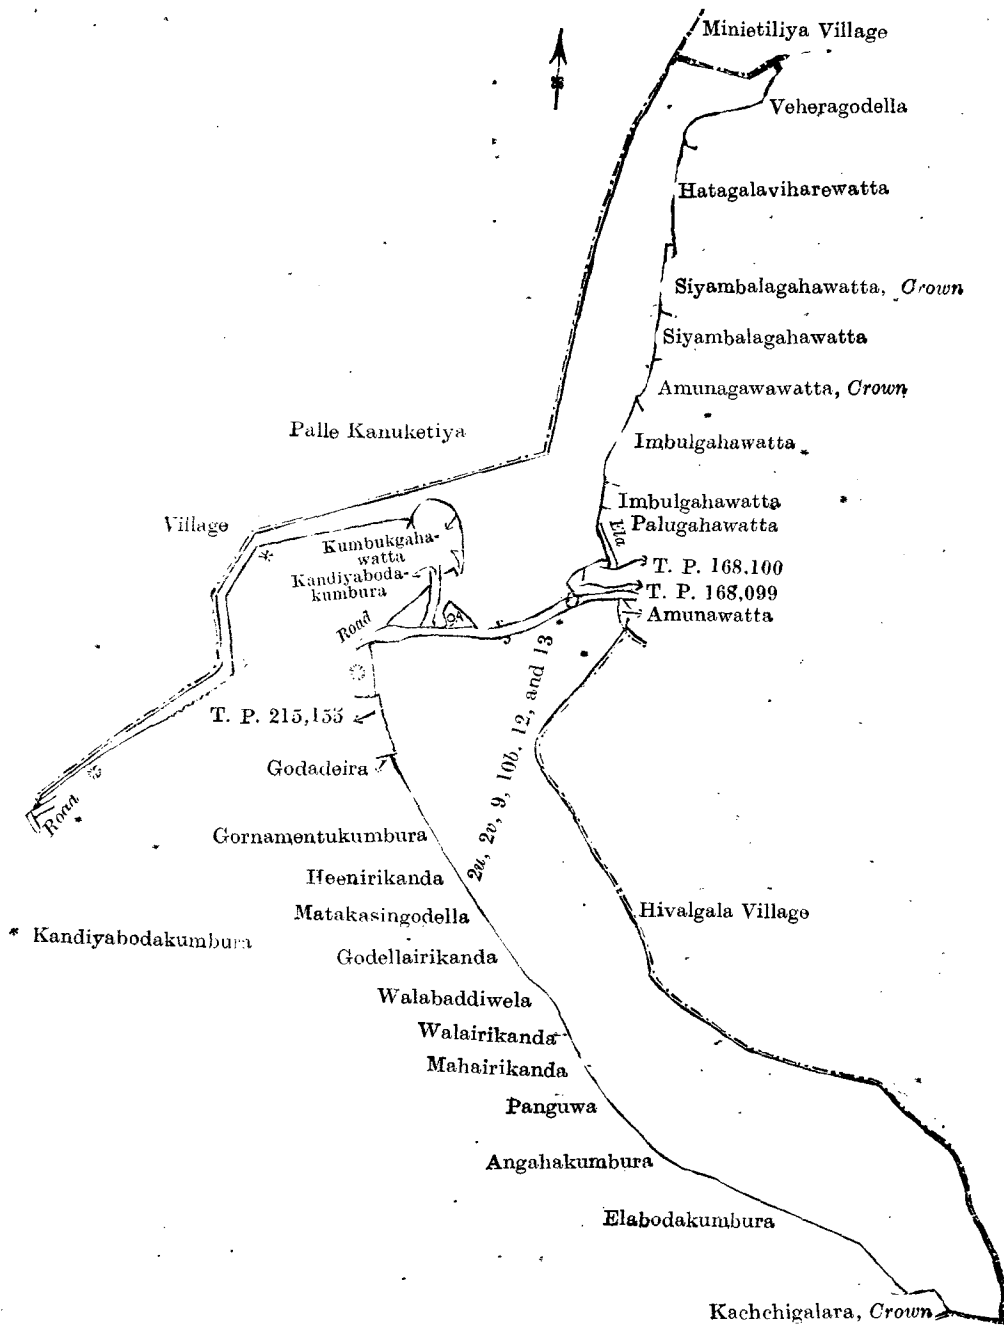 Minietiliya Village
Veheragodella
Hatagalaviharewatta
Siyambalagahawatta, Crown
Siyambalagahawatta
Amunagawawatta, Crown
Palle Kanuketiya
Imbulgahawatta
Imbulgahawatta
Village
Ela
Palugahawatta
Kumbukgaha-
watta
Kandiyaboda-
kumbura
T. P. 168,100
T. P. 168,099
Amunawatta
Road
9A
2u, 2v, 9, 10b. 12, and 13
T. P. 215,155
Godadeira
Road
Gornamentukumbura
Heenirikanda
Matakasingodella
Hivalgala Village
* Kandiyabodakumbura
Godellairikanda
Walabaddiwela
Walairikanda
Mahairikanda
Panguwa
Angahakumbura
Elabodakumbura
Kachchigalara, Crown